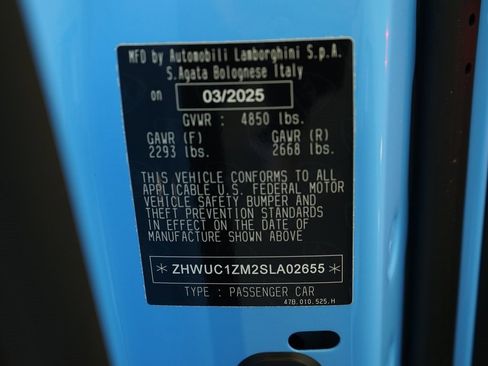 MFD by Automobili Lamborghini S.p.A.
S.Agata Bolognese Italy
on 03/2025
GVWR : 4850 lbs.
GAWR (F) GAWR (R)
2293 lbs. 2668 lbs.
THIS VEHICLE CONFORMS TO ALL
APPLICABLE U.S. FEDERAL MOTOR
VEHICLE SAFETY BUMPER AND
THEFT PREVENTION STANDARDS
IN EFFECT ON THE DATE OF
MANUFACTURE SHOWN ABOVE
*ZHWUC1ZM2SLA02655*
TYPE : PASSENGER CAR
47B.010.525.H